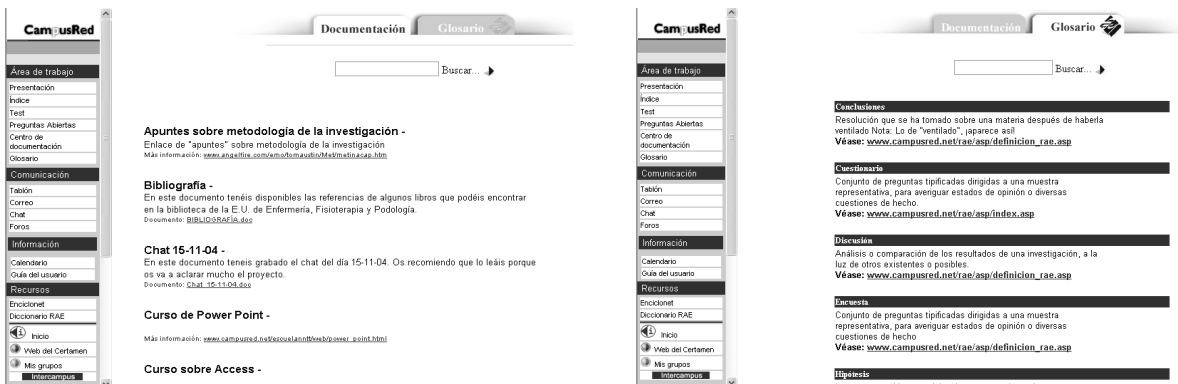 CampusRed
Documentación
Glosario
Buscar...
Área de trabajo
Presentación
Índice
Test
Preguntas Abiertas
Centro de
documentación
Glosario
Comunicación
Tablón
Correo
Chat
Foros
Información
Calendario
Guía del usuario
Recursos
Enciclonet
Diccionario RAE
Inicio
Web del Certamen
Mis grupos
Intercampus
Apuntes sobre metodología de la investigación -
Enlace de "apuntes" sobre metodología de la investigación
Más información: www.angelfire.com/emo/tomaustin/Met/metinacap.htm
Bibliografía -
En este documento tenéis disponibles las referencias de algunos libros que podéis encontrar
en la biblioteca de la E.U. de Enfermería, Fisioterapia y Podología.
Documento: BIBLIOGRAFÍA.doc
Chat 15-11-04 -
En este documento teneis grabado el chat del día 15-11-04. Os recomiendo que lo leáis porque
os va a aclarar mucho el proyecto.
Documento: Chat 15-11-04.doc
Curso de Power Point -
Más información: www.campusred.net/escuelanntt/web/power_point.html
Curso sobre Access -
CampusRed
Documentación
Glosario
Buscar...
Área de trabajo
Presentación
Índice
Test
Preguntas Abiertas
Centro de
documentación
Glosario
Comunicación
Tablón
Correo
Chat
Foros
Información
Calendario
Guía del usuario
Recursos
Enciclonet
Diccionario RAE
Inicio
Web del Certamen
Mis grupos
Intercampus
Conclusiones
Resolución que se ha tomado sobre una materia después de haberla
ventilado Nota: Lo de "ventilado", ¡aparece así!
Véase: www.campusred.net/rae/asp/definicion_rae.asp
Cuestionario
Conjunto de preguntas tipificadas dirigidas a una muestra
representativa, para averiguar estados de opinión o diversas
cuestiones de hecho.
Véase: www.campusred.net/rae/asp/index.asp
Discusión
Análisis o comparación de los resultados de una investigación, a la
luz de otros existentes o posibles.
Véase: www.campusred.net/rae/asp/definicion_rae.asp
Encuesta
Conjunto de preguntas tipificadas dirigidas a una muestra
representativa, para averiguar estados de opinión o diversas
cuestiones de hecho
Véase: www.campusred.net/rae/asp/definicion_rae.asp
Hipótesis